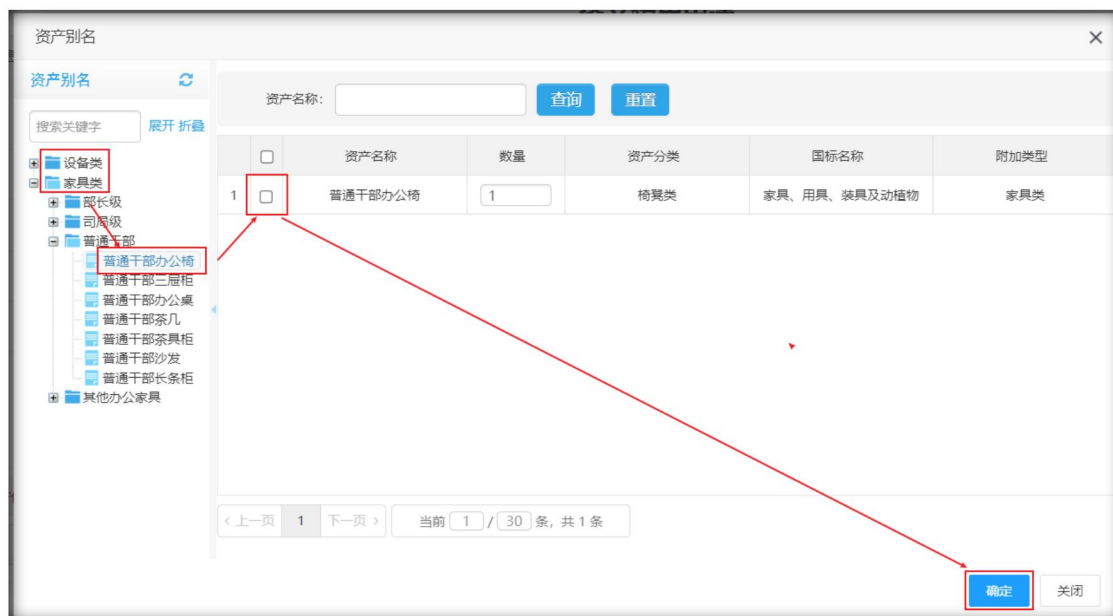 资产别名
资产别名
搜索关键字 展开 折叠
设备类
家具类
部长级
司局级
普通干部
普通干部办公椅
普通干部三屉柜
普通干部办公桌
普通干部茶几
普通干部茶具柜
普通干部沙发
普通干部长条柜
其他办公家具
资产名称： 查询 重置
资产名称 数量 资产分类 国标名称 附加类型
1 普通干部办公椅 1 椅凳类 家具、用具、装具及动植物 家具类
上一页 1 下一页 当前 1 / 30 条，共 1 条
确定 关闭